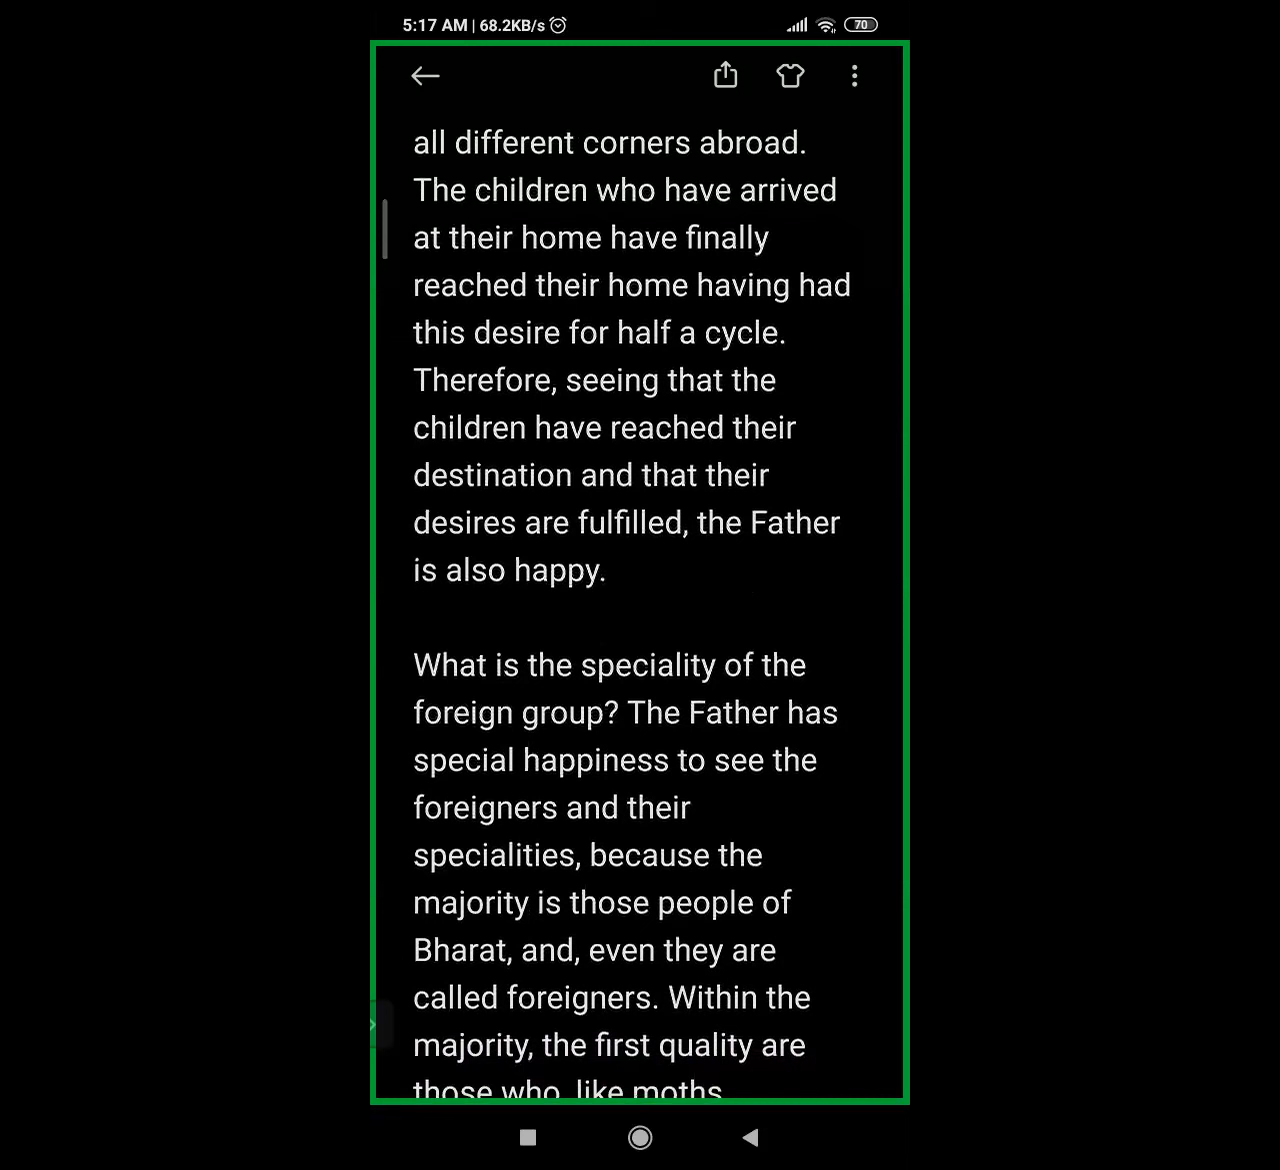 5:17 AM | 68.2KB/s 70
all different corners abroad.
The children who have arrived
at their home have finally
reached their home having had
this desire for half a cycle.
Therefore, seeing that the
children have reached their
destination and that their
desires are fulfilled, the Father
is also happy.
What is the speciality of the
foreign group? The Father has
special happiness to see the
foreigners and their
specialities, because the
majority is those people of
Bharat, and, even they are
called foreigners. Within the
majority, the first quality are
those who, like moths,